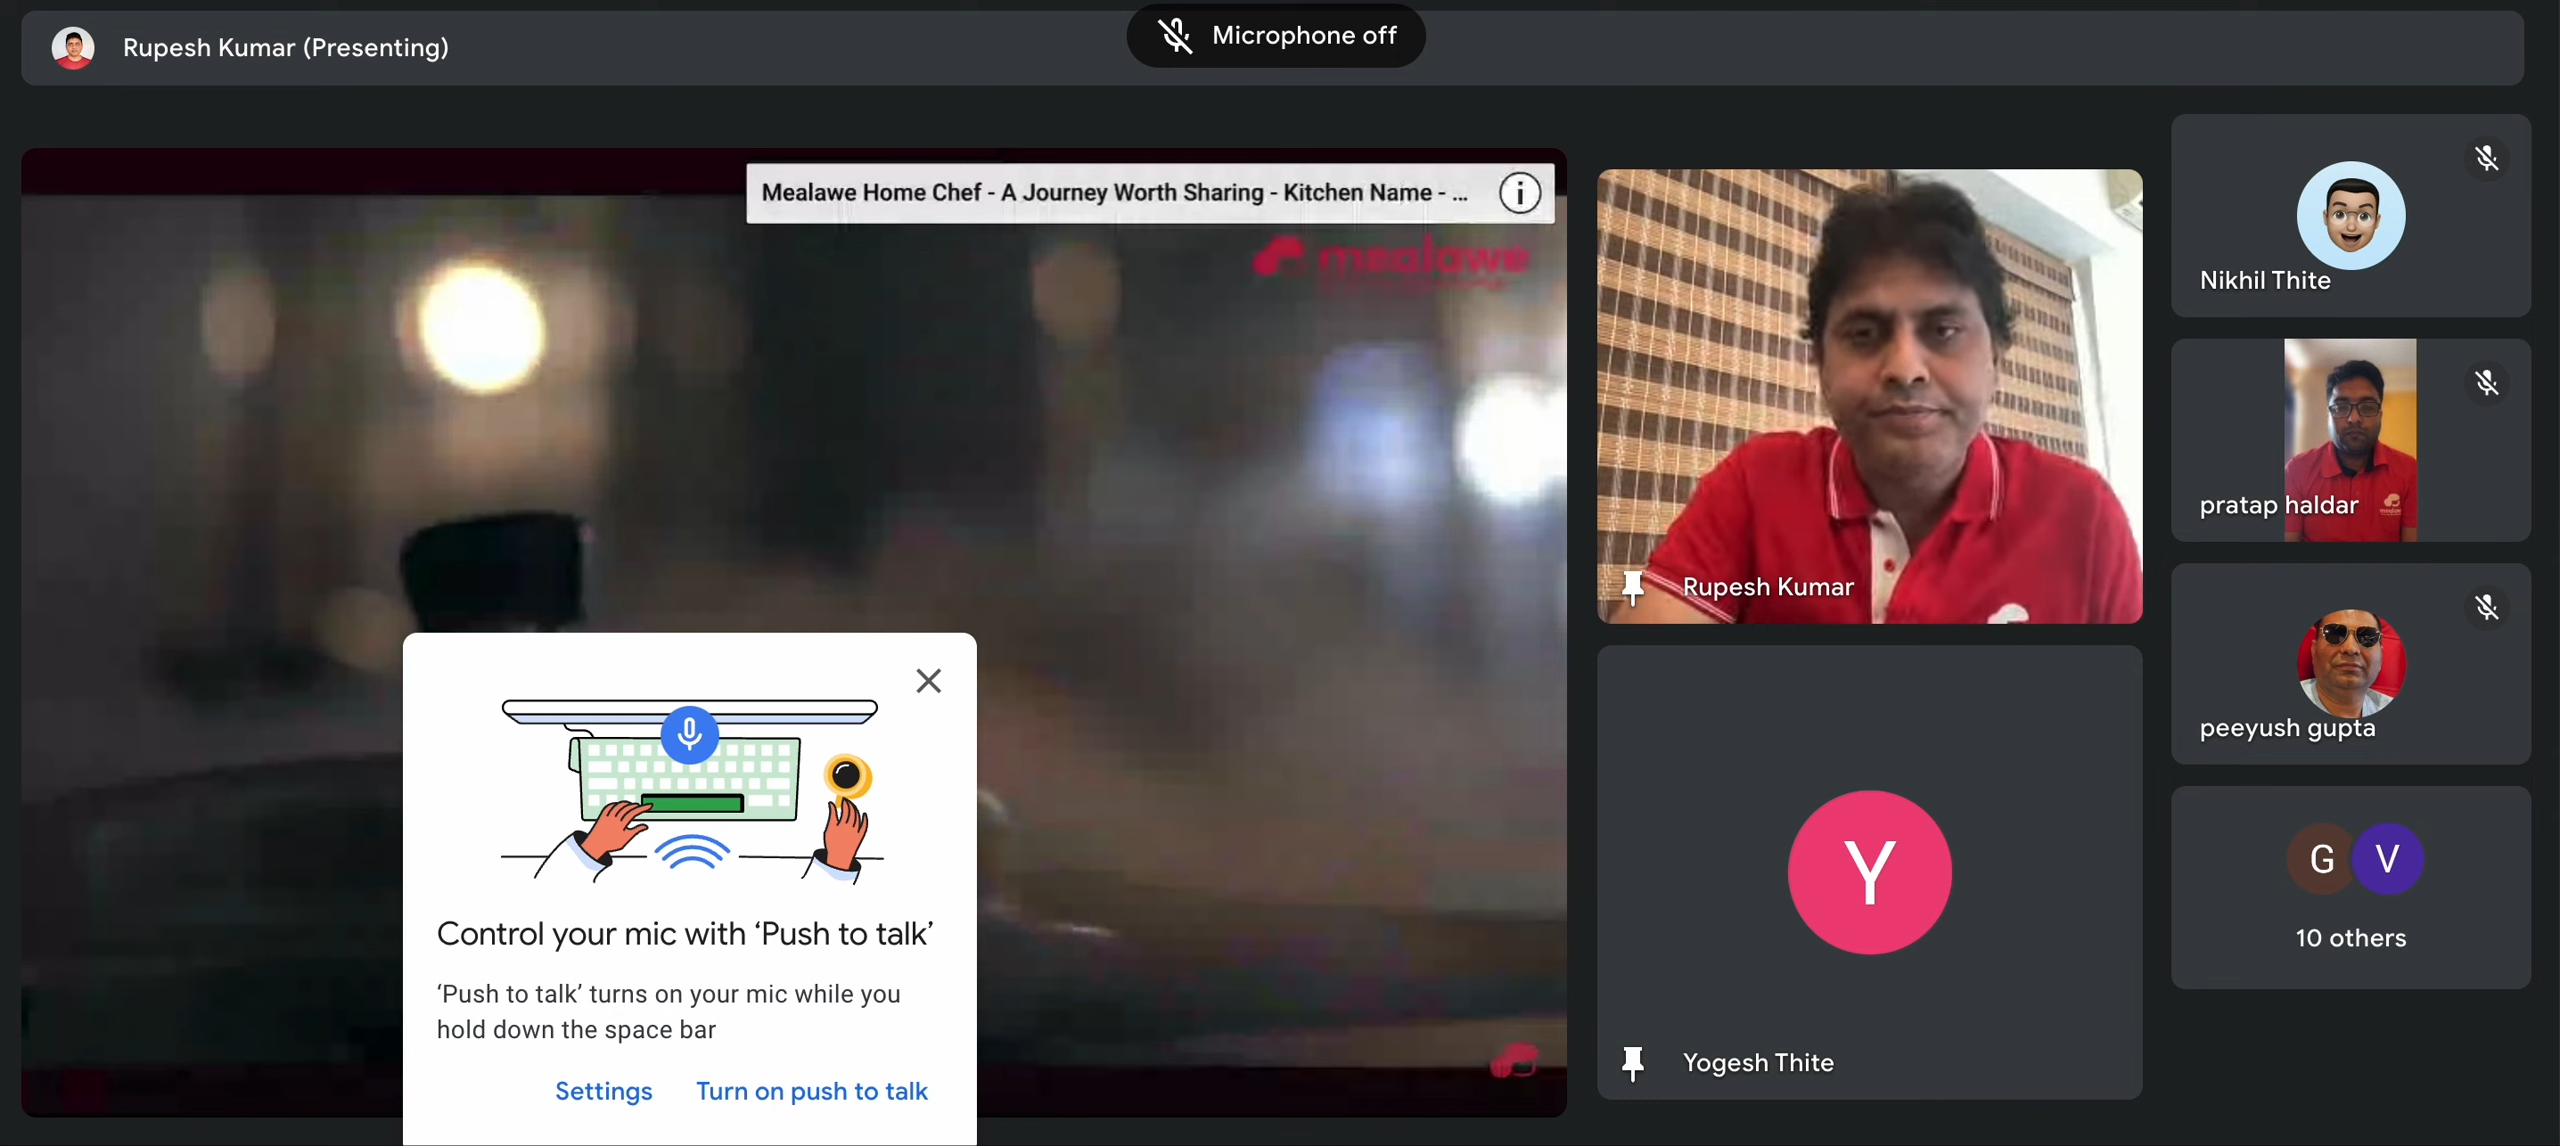 Rupesh Kumar (Presenting)
Microphone off
Mealawe Home Chef - A Journey Worth Sharing - Kitchen Name - ...
mealawe
Rupesh Kumar
Nikhil Thite
pratap haldar
peeyush gupta
G V
10 others
Y
Yogesh Thite
Control your mic with ‘Push to talk’
‘Push to talk’ turns on your mic while you
hold down the space bar
Settings Turn on push to talk